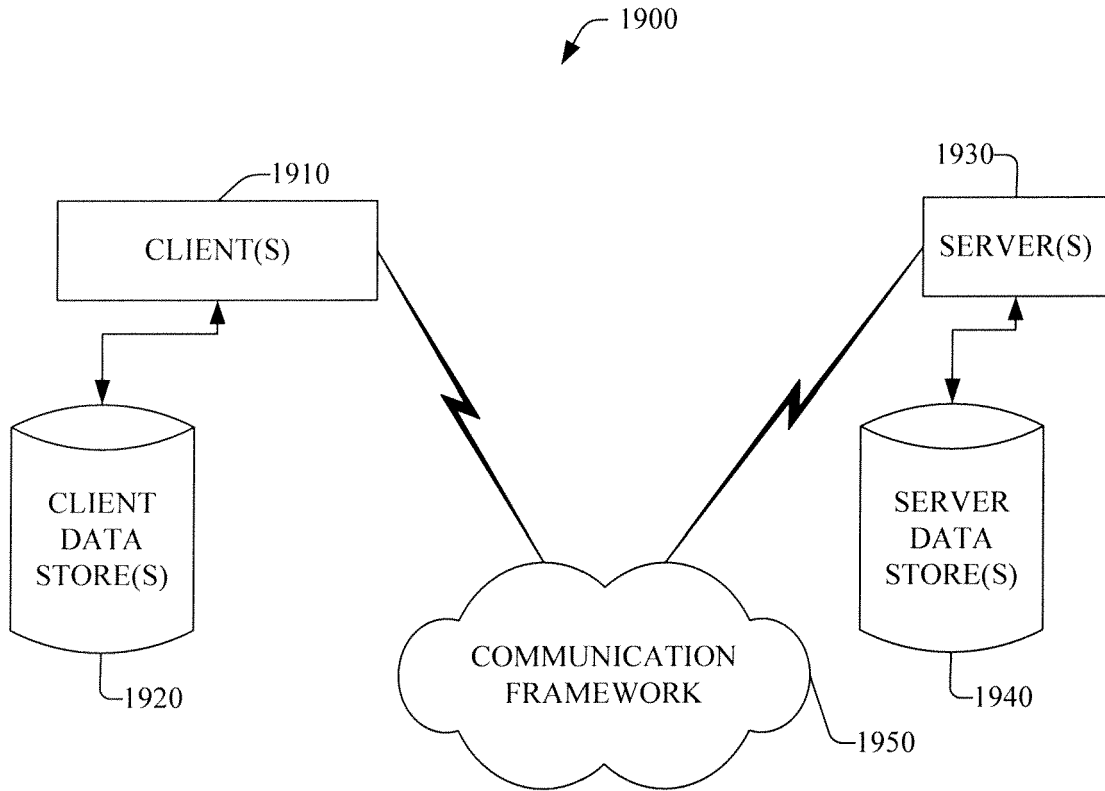 1900
1910
1930
CLIENT(S)
SERVER(S)
CLIENT
DATA
STORE(S)
SERVER
DATA
STORE(S)
COMMUNICATION
FRAMEWORK
1920
1940
1950